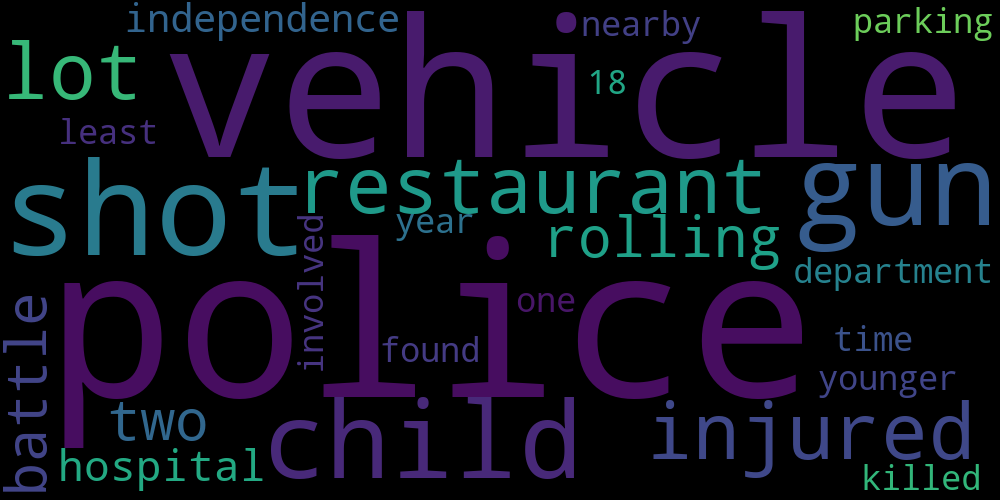 independence
nearby
parking
vehicle
lot
18
least
shot
restaurant
gun
year
rolling
involved
department
police
one
battle
found
time
younger
two
child
injured
hospital
killed